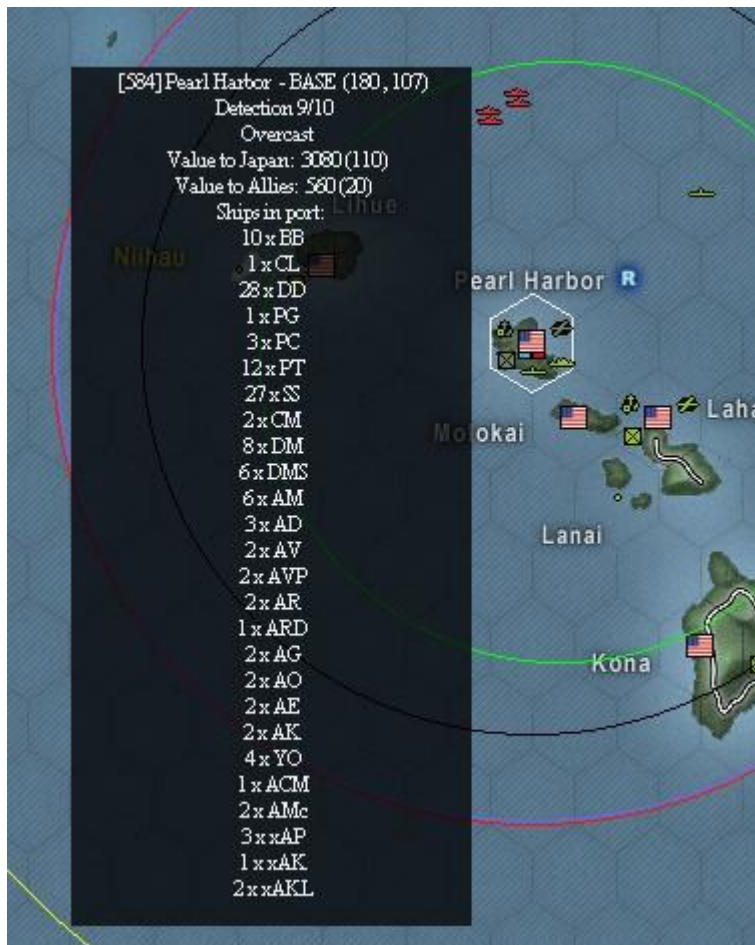 [584] Pearl Harbor - BASE (180, 107)
Detection 9/10
Overcast
Value to Japan: 3080 (110)
Value to Allies: 560 (20)
Ships in port:
10 x BB
1 x CL
28 x DD
1 x PG
3 x PC
12 x PT
27 x SS
2 x CM
8 x DM
6 x DMS
6 x AM
3 x AD
2 x AV
2 x AVP
2 x AR
1 x ARD
2 x AG
2 x AO
2 x AE
2 x AK
4 x YO
1 x ACM
2 x AMc
3 x xAP
1 x xAK
2 x xAKL
Lihue
Niihau
Pearl Harbor R
Molokai
Laha
Lanai
Kona